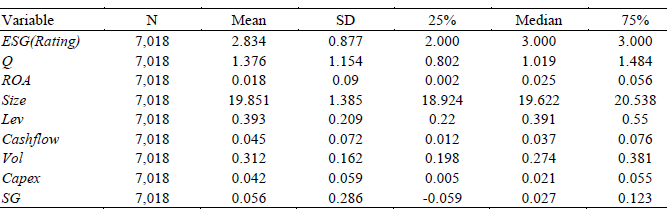 Variable N Mean SD 25% Median 75%
ESG(Rating) 7,018 2.834 0.877 2.000 3.000 3.000
Q 7,018 1.376 1.154 0.802 1.019 1.484
ROA 7,018 0.018 0.09 0.002 0.025 0.056
Size 7,018 19.851 1.385 18.924 19.622 20.538
Lev 7,018 0.393 0.209 0.22 0.391 0.55
Cashflow 7,018 0.045 0.072 0.012 0.037 0.076
Vol 7,018 0.312 0.162 0.198 0.274 0.381
Capex 7,018 0.042 0.059 0.005 0.021 0.055
SG 7,018 0.056 0.286 -0.059 0.027 0.123